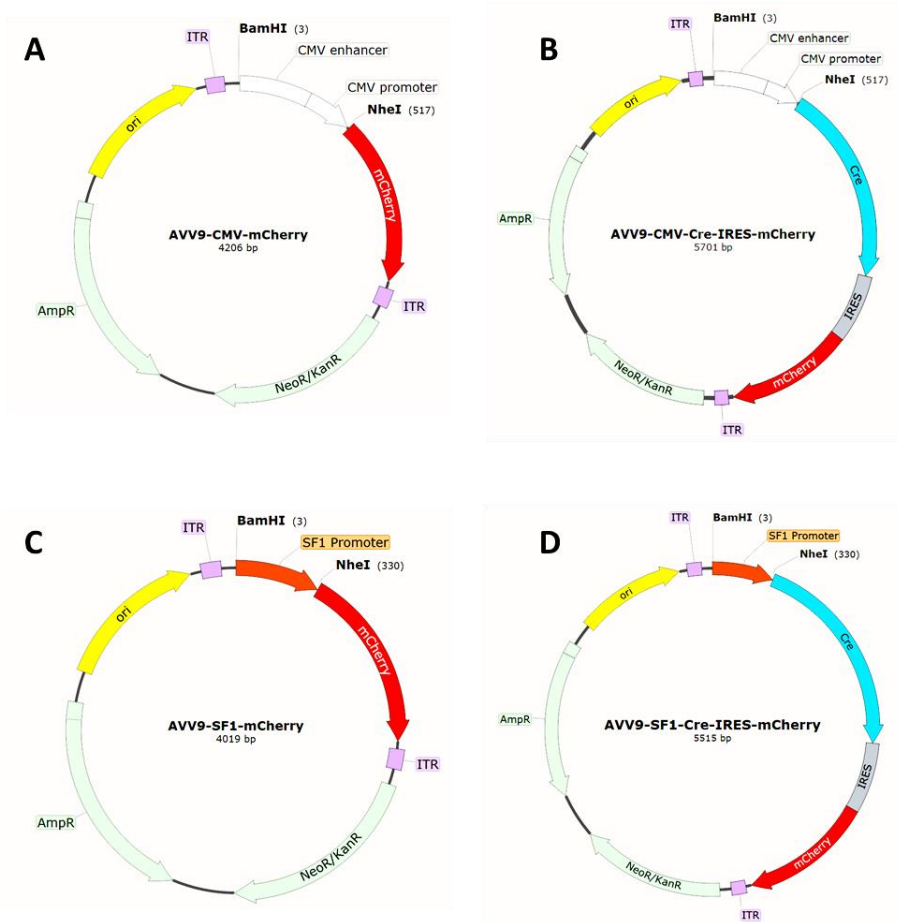 A
ITR
BamHI (3)
CMV enhancer
CMV promoter
NheI (517)
ori
mCherry
AVV9-CMV-mCherry
4206 bp
AmpR
ITR
NeoR/KanR
B
BamHI (3)
ITR
CMV enhancer
CMV promoter
NheI (517)
ori
Cre
AmpR
AVV9-CMV-Cre-IRES-mCherry
5701 bp
IRES
NeoR/KanR
mCherry
ITR
C
BamHI (3)
ITR
SF1 Promoter
NheI (330)
ori
mCherry
AVV9-SF1-mCherry
4019 bp
ITR
AmpR
NeoR/KanR
D
ITR
BamHI (3)
SF1 Promoter
NheI (330)
ori
Cre
AmpR
AVV9-SF1-Cre-IRES-mCherry
5515 bp
IRES
mCherry
NeoR/KanR
ITR